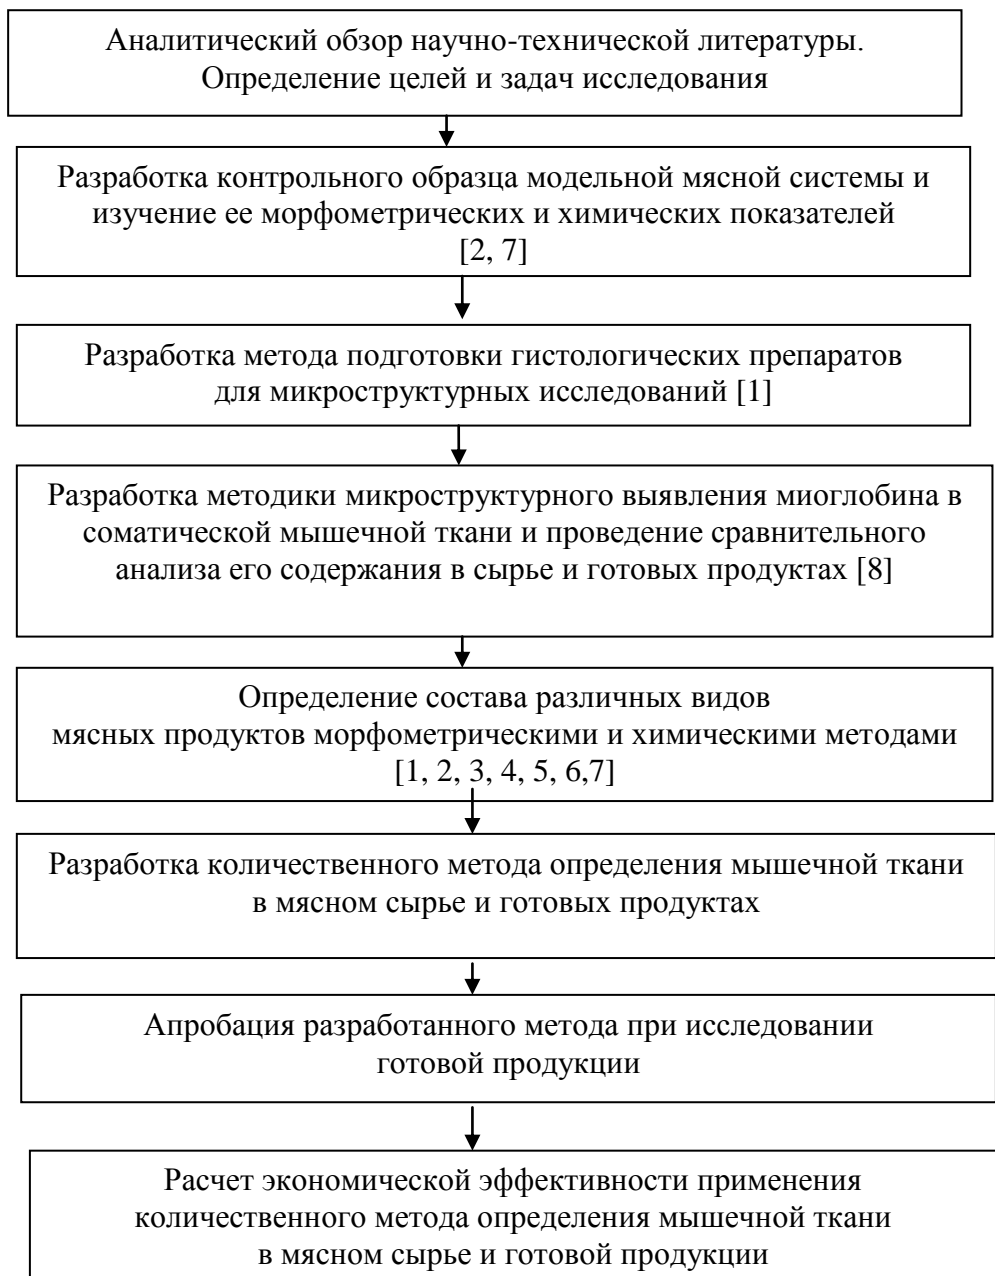 Аналитический обзор научно-технической литературы.
Определение целей и задач исследования
Разработка контрольного образца модельной мясной системы и
изучение ее морфометрических и химических показателей
[2, 7]
Разработка метода подготовки гистологических препаратов
для микроструктурных исследований [1]
Разработка методики микроструктурного выявления миоглобина в
соматической мышечной ткани и проведение сравнительного
анализа его содержания в сырье и готовых продуктах [8]
Определение состава различных видов
мясных продуктов морфометрическими и химическими методами
[1, 2, 3, 4, 5, 6,7]
Разработка количественного метода определения мышечной ткани
в мясном сырье и готовых продуктах
Апробация разработанного метода при исследовании
готовой продукции
Расчет экономической эффективности применения
количественного метода определения мышечной ткани
в мясном сырье и готовой продукции